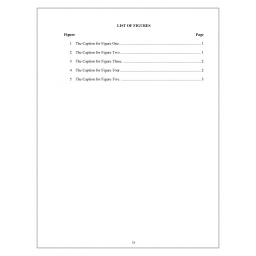 LIST OF FIGURES
Figure Page
1 The Caption for Figure One 1
2 The Caption for Figure Two 1
3 The Caption for Figure Three 2
4 The Caption for Figure Four 2
5 The Caption for Figure Five 3